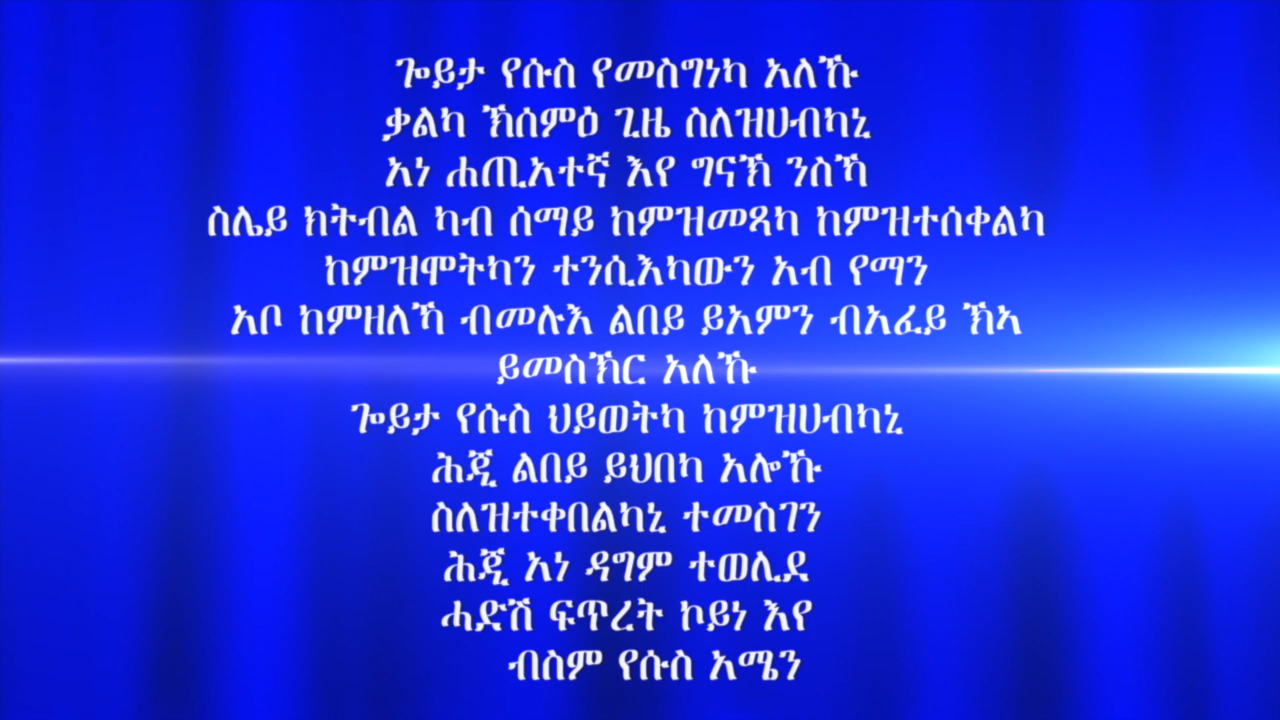 ጐይታ የሱስ የመስግነካ አለኹ
ቃልካ ኽሰምዕ ጊዜ ስለዝሀብካኒ
አነ ሐጢአተኛ እየ ግናኽ ንስኻ
ስሌይ ክትብል ካብ ሰማይ ከምዝመጻካ ከምዝተሰቀልካ
ከምዝሞትካን ተንሲእካውን አብ የማን
አቦ ከምዘለኻ ብመሉእ ልበይ ይአምን ብአፈይ ኽኣ
ይመስኽር አለኹ
ጐይታ የሱስ ህይወትካ ከምዝሀብካኒ
ሕጂ ልበይ ይህበካ አሎኹ
ስለዝተቀበልካኒ ተመስገን
ሕጂ አነ ዳግም ተወሊደ
ሓድሽ ፍጥረት ኮይነ እየ
ብስም የሱስ አሜን